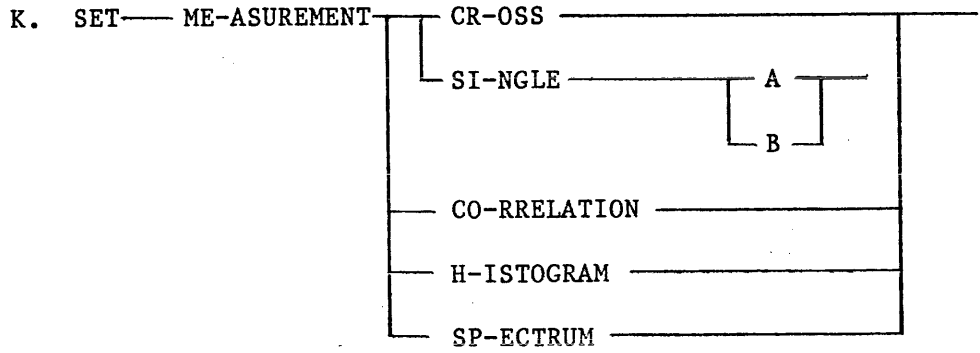 K. SET ME-ASUREMENT CR-OSS
SI-NGLE A
B
CO-RRELATION
H-ISTOGRAM
SP-ECTRUM